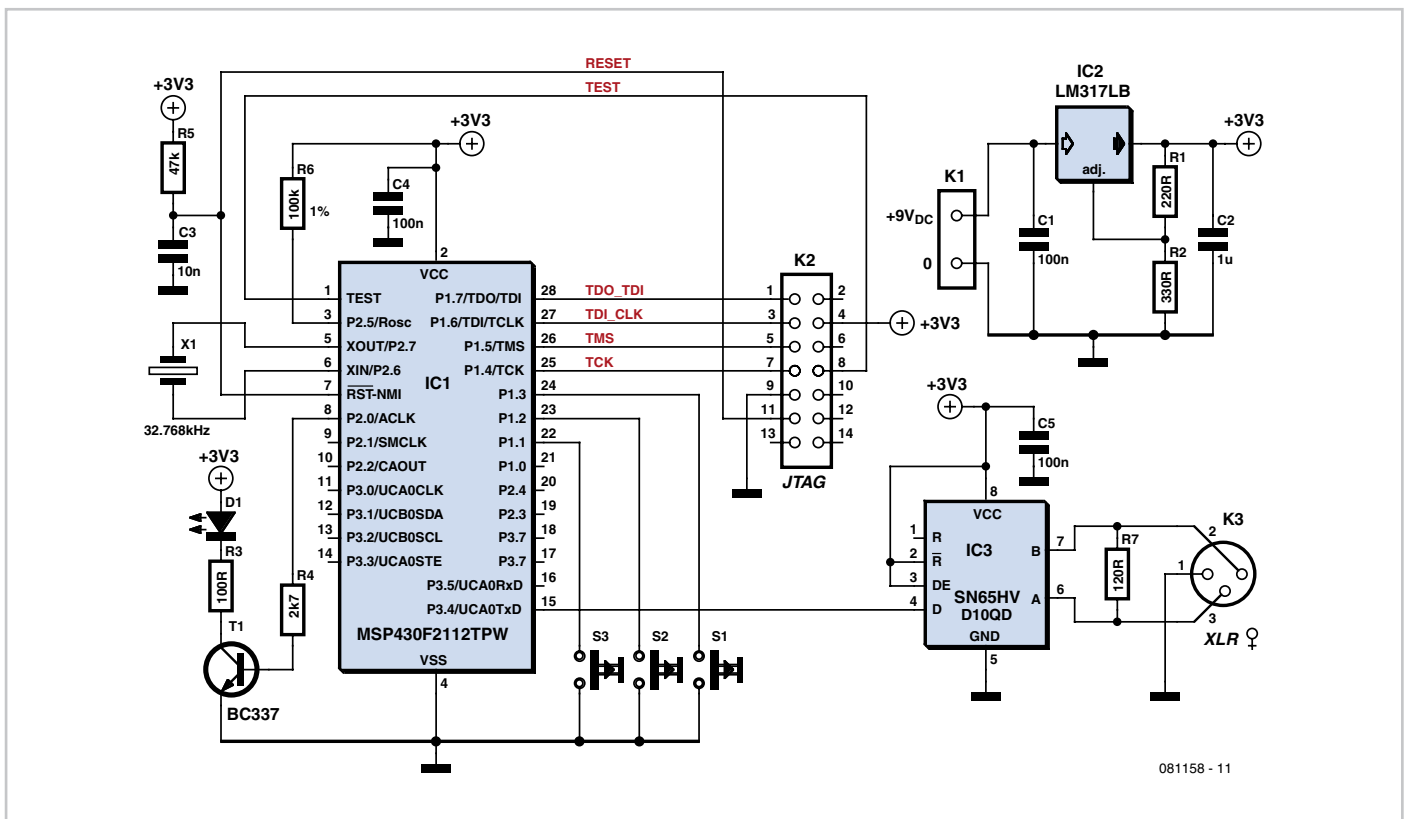 RESET
TEST
+3V3
R5
47k
C3
10n
R6
100k
1%
+3V3
C4
100n
2
VCC
1 TEST
3 P2.5/Rosc
5 XOUT/P2.7
6 XIN/P2.6
7 RST-NMI
8 P2.0/ACLK
9 P2.1/SMCLK
10 P2.2/CAOUT
11 P3.0/UCA0CLK
12 P3.1/UCB0SDA
13 P3.2/UCB0SCL
14 P3.3/UCA0STE
IC1
P1.7/TDO/TDI 28 TDO_TDI
P1.6/TDI/TCLK 27 TDI_CLK
P1.5/TMS 26 TMS
P1.4/TCK 25 TCK
P1.3 24
P1.2 23
P1.1 22
P1.0 21
P2.4 20
P2.3 19
P3.7 18
P3.7 17
P3.5/UCA0RxD 16
P3.4/UCA0TxD 15
MSP430F2112TPW
VSS
4
X1
32.768kHz
+3V3
D1
R3
100R
R4
2k7
T1
BC337
S3
S2
S1
K2
1 2
3 4
5 6
7 8
9 10
11 12
13 14
JTAG
+3V3
IC2
LM317LB
adj.
K1
+9VDC
0
C1
100n
R1
220R
R2
330R
C2
1u
+3V3
+3V3
C5
100n
8
VCC
1 R
2 R
3 DE
4 D
IC3
SN65HV
D10QD
GND
5
B 7
A 6
R7
120R
K3
2
1
3
XLR ♀
081158 - 11